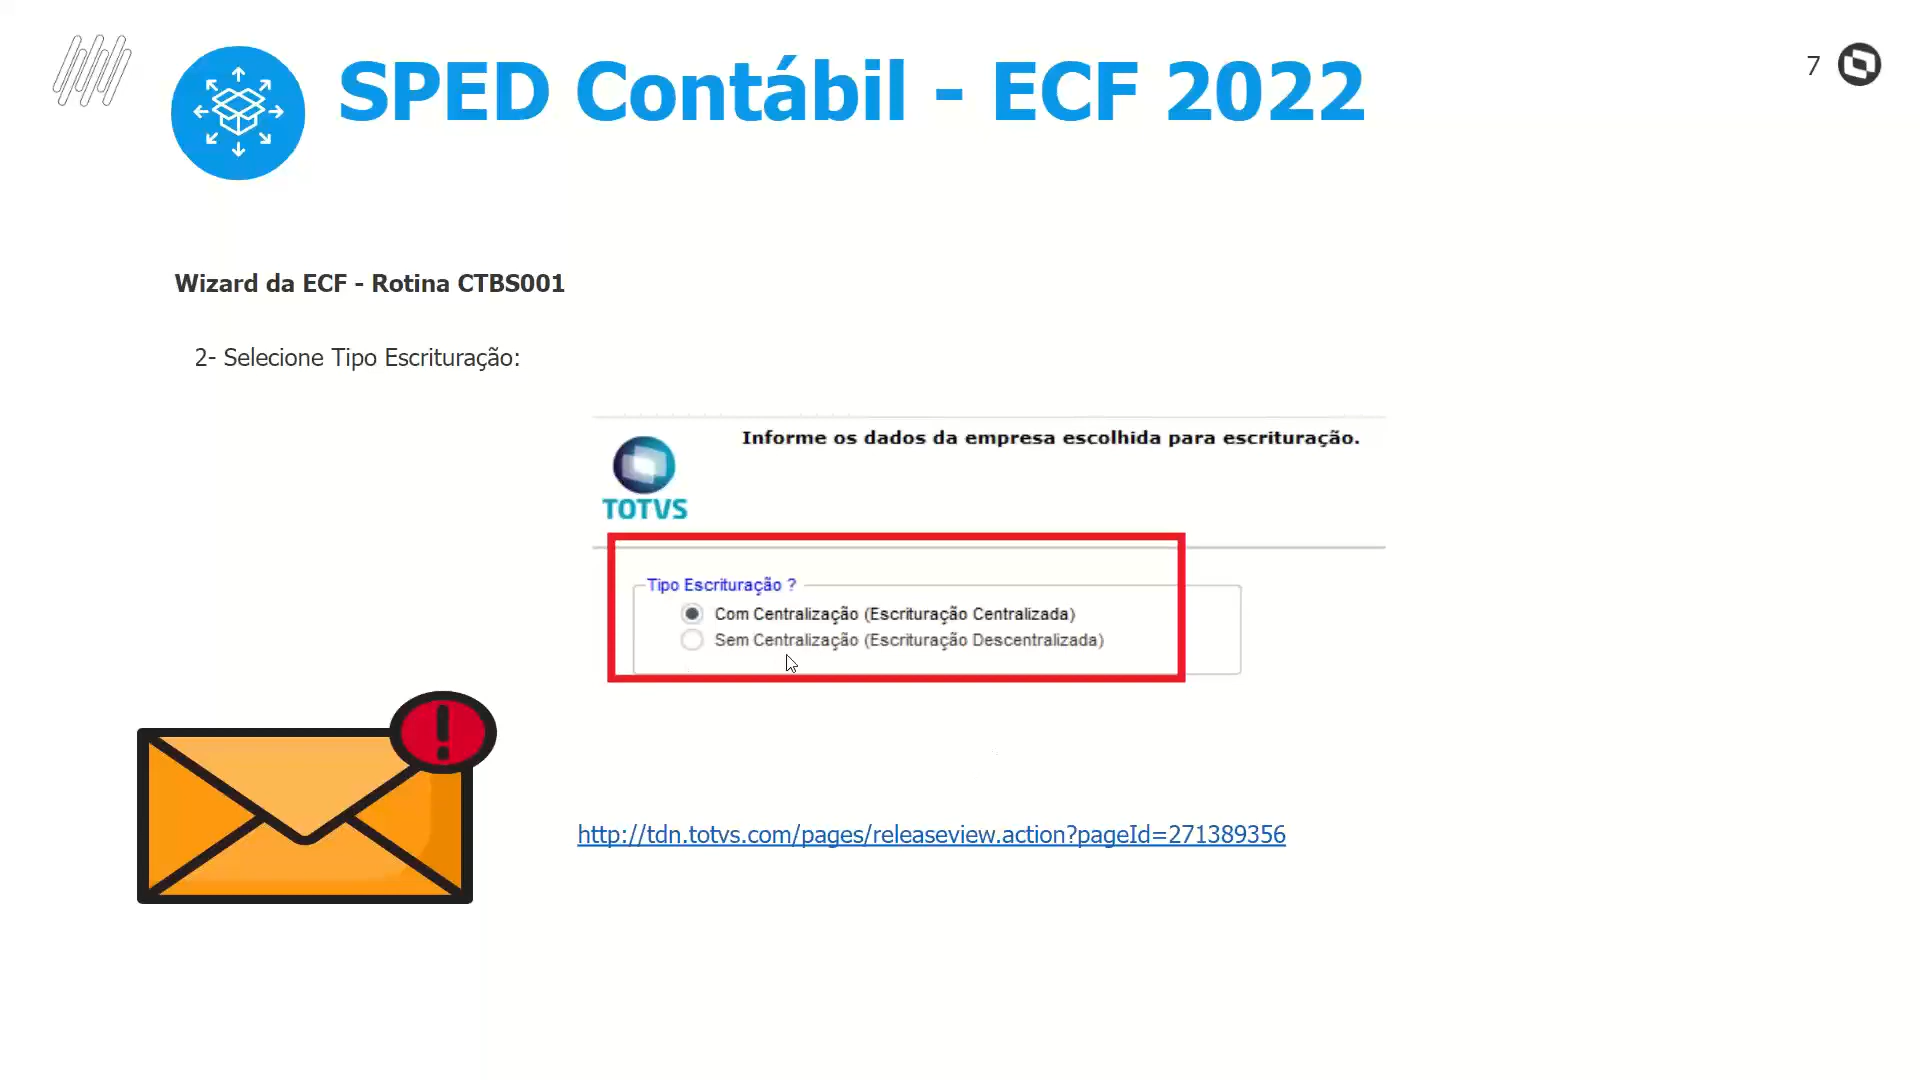 SPED Contábil - ECF 2022
7
Wizard da ECF - Rotina CTBS001
2- Selecione Tipo Escrituração:
Informe os dados da empresa escolhida para escrituração.
TOTVS
Tipo Escrituração ?
Com Centralização (Escrituração Centralizada)
Sem Centralização (Escrituração Descentralizada)
!
http://tdn.totvs.com/pages/releaseview.action?pageId=271389356